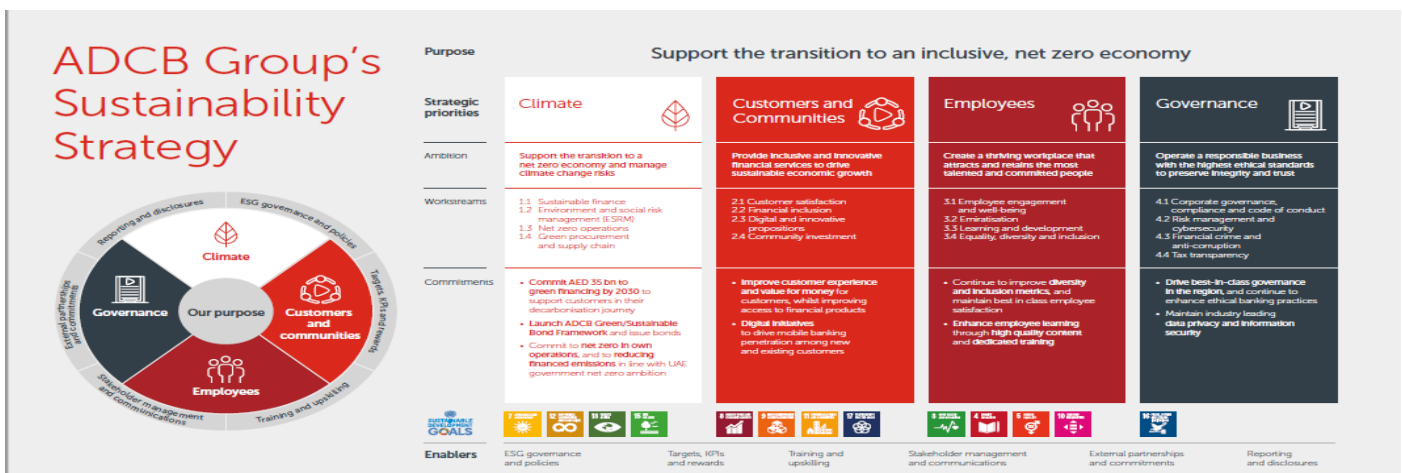 ADCB Group's
Sustainability
Strategy
Reporting and disclosures
ESG governance and policies
Targets, KPIs and rewards
Training and upskilling
Stakeholder management
and communications
External partnerships
and commitments
Climate
Governance
Our purpose
Customers
and
communities
Employees
Purpose
Support the transition to an inclusive, net zero economy
Strategic
priorities
Climate
Customers and
Communities
Employees
Governance
Ambition
Support the transition to a
net zero economy and manage
climate change risks
Provide inclusive and innovative
financial services to drive
sustainable economic growth
Create a thriving workplace that
attracts and retains the most
talented and committed people
Operate a responsible business
with the highest ethical standards
to preserve integrity and trust
Workstreams
1.1 Sustainable finance
1.2 Environment and social risk
management (ESRM)
1.3 Net zero operations
1.4 Green procurement
and supply chain
2.1 Customer satisfaction
2.2 Financial inclusion
2.3 Digital and innovative
propositions
2.4 Community investment
3.1 Employee engagement
and well-being
3.2 Emiratisation
3.3 Learning and development
3.4 Equality, diversity and inclusion
4.1 Corporate governance,
compliance and code of conduct
4.2 Risk management and
cybersecurity
4.3 Financial crime and
anti-corruption
4.4 Tax transparency
Commitments
• Commit AED 35 bn to
green financing by 2030 to
support customers in their
decarbonisation journey
• Launch ADCB Green/Sustainable
Bond Framework and issue bonds
• Commit to net zero in own
operations, and to reducing
financed emissions in line with UAE
government net zero ambition
• Improve customer experience
and value for money for
customers, whilst improving
access to financial products
• Digital initiatives
to drive mobile banking
penetration among new
and existing customers
• Continue to improve diversity
and inclusion metrics, and
maintain best in class employee
satisfaction
• Enhance employee learning
through high quality content
and dedicated training
• Drive best-in-class governance
in the region, and continue to
enhance ethical banking practices
• Maintain industry leading
data privacy and information
security
SUSTAINABLE
DEVELOPMENT
GOALS
7
12
13
15
8
9
11
17
3
4
5
10
16
Enablers
ESG governance
and policies
Targets, KPIs
and rewards
Training and
upskilling
Stakeholder management
and communications
External partnerships
and commitments
Reporting
and disclosures